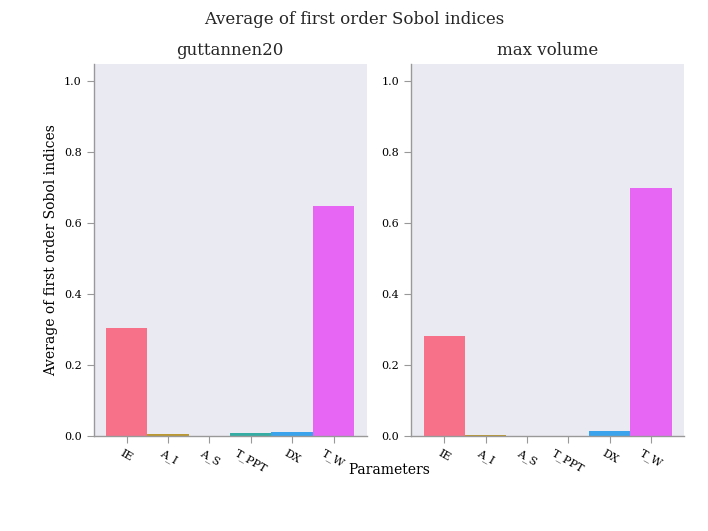 Average of first order Sobol indices
guttannen20
max volume
Average of first order Sobol indices
1.0
0.8
0.6
0.4
0.2
0.0
1.0
0.8
0.6
0.4
0.2
0.0
IE A_I A_S T_PPT DX T_W
IE A_I A_S T_PPT DX T_W
Parameters